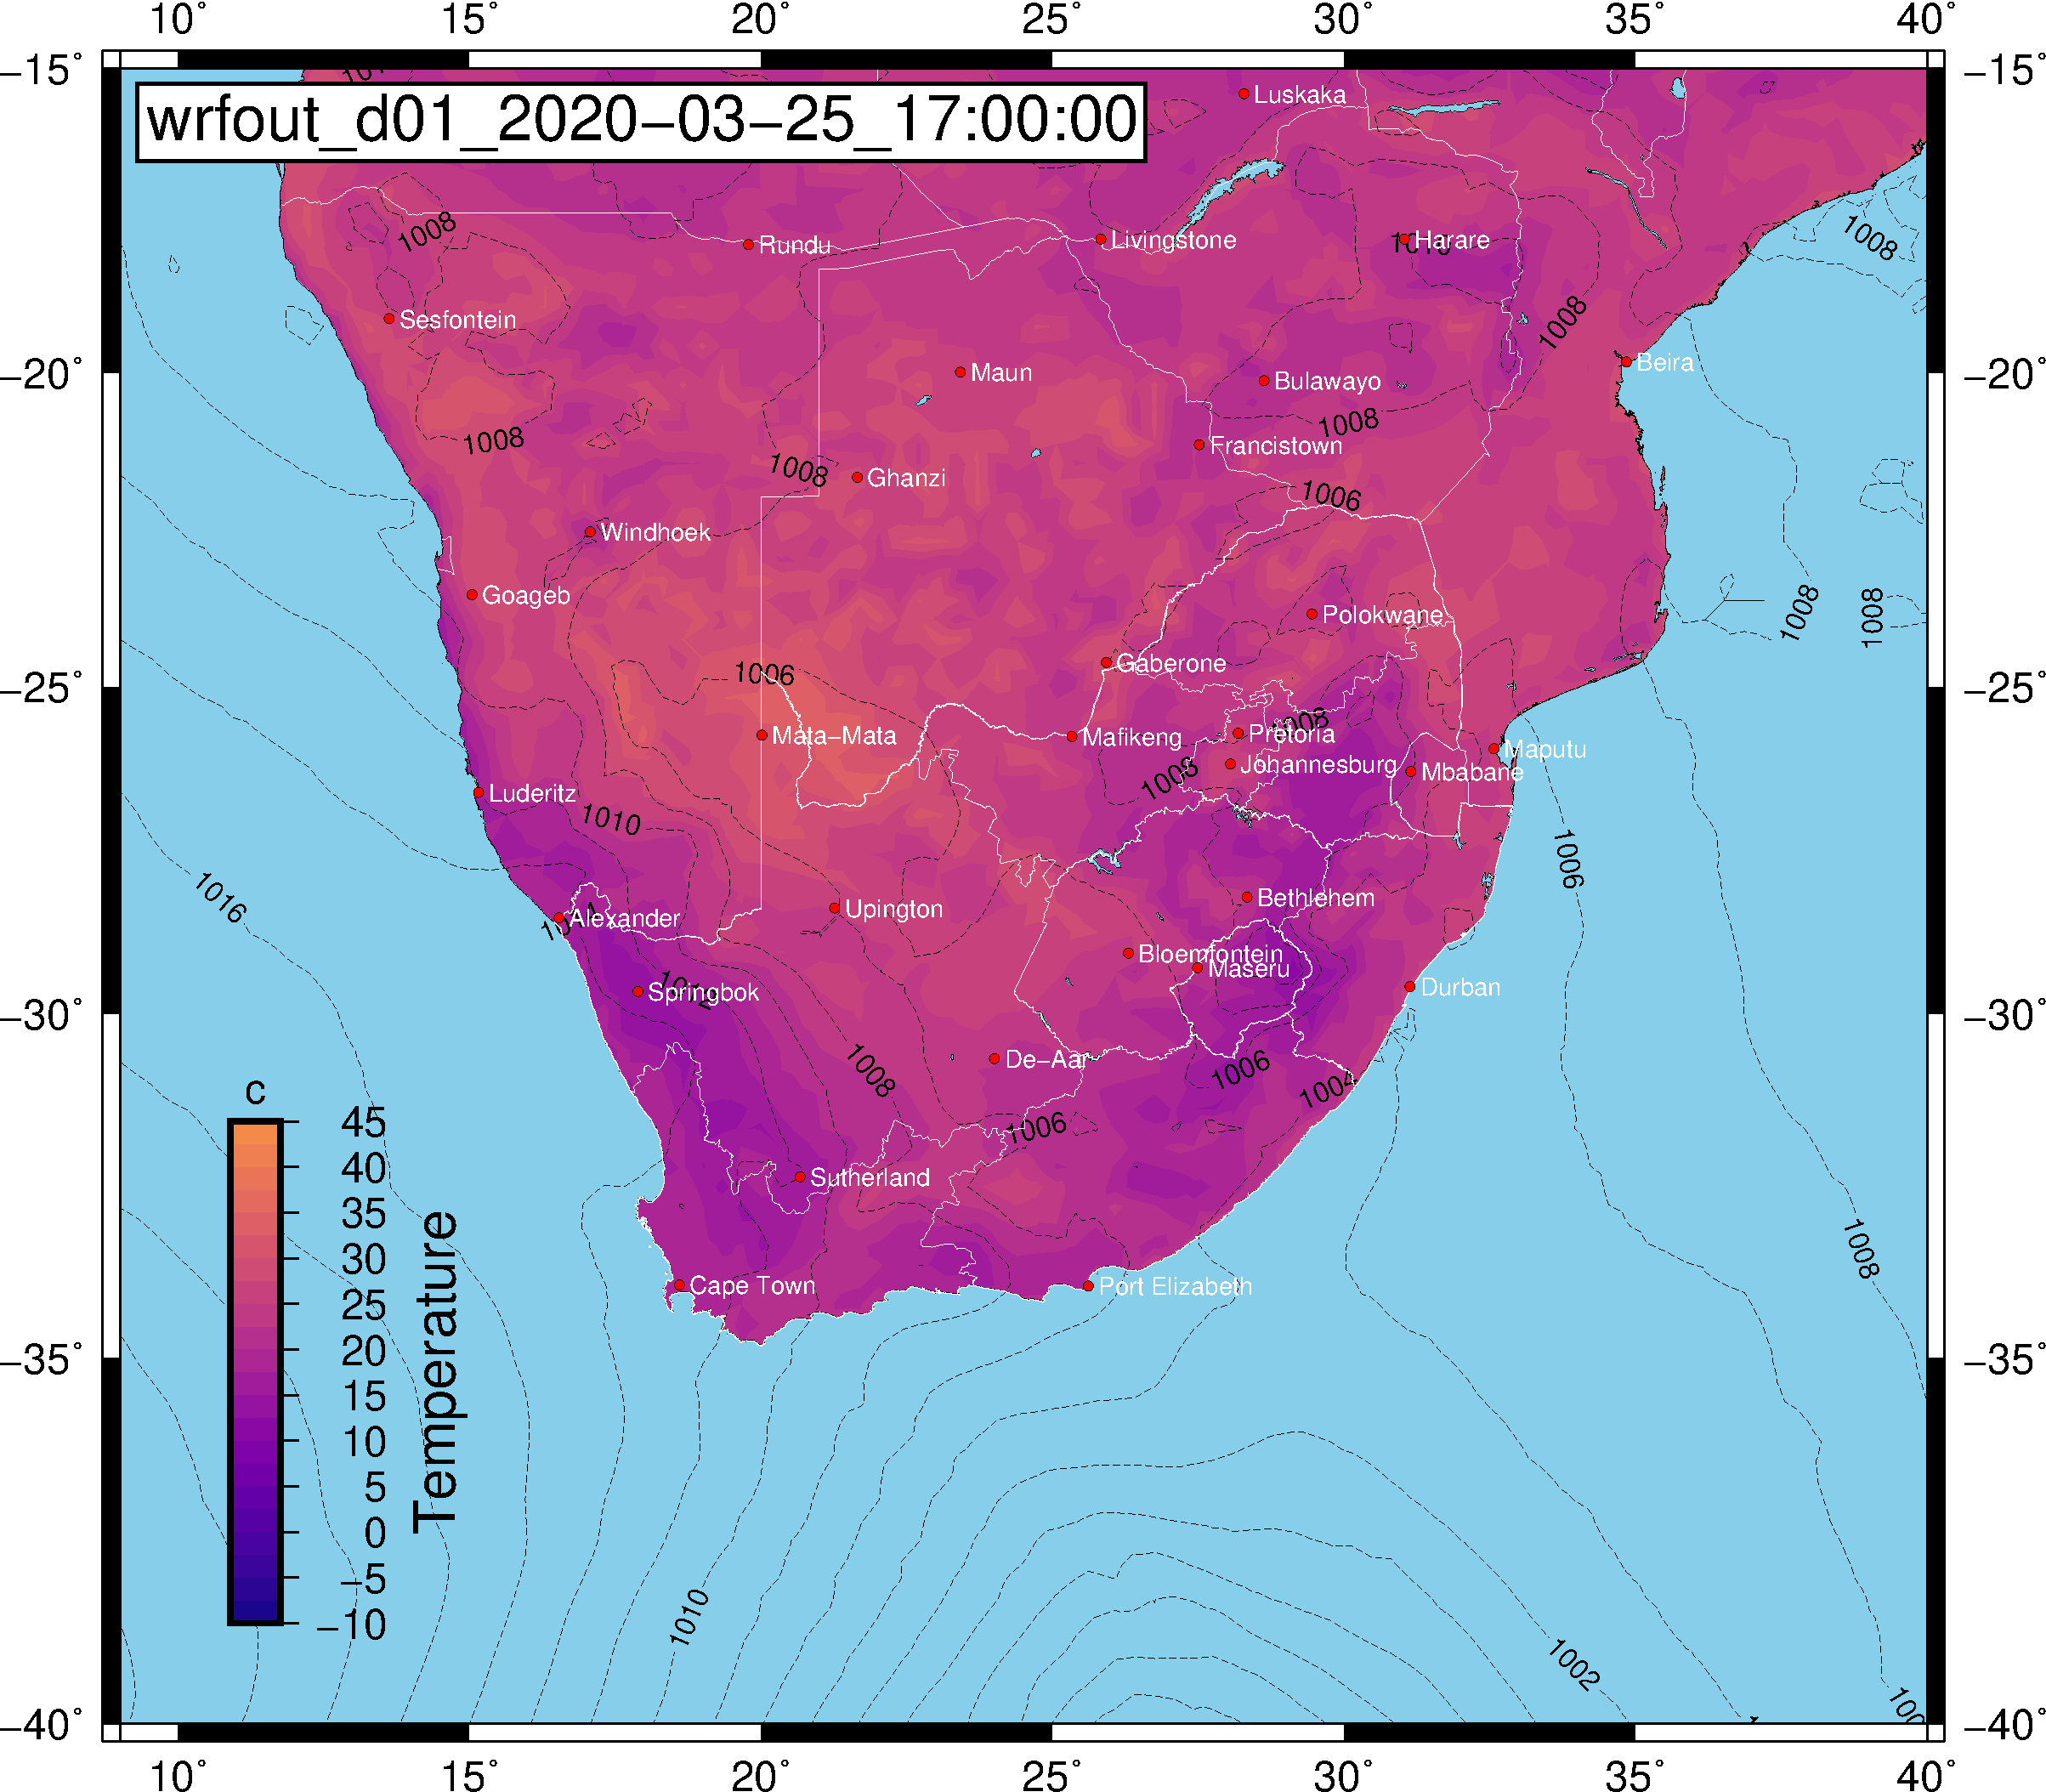 10° 15° 20° 25° 30° 35° 40°
−15° −15°
wrfout_d01_2020−03−25_17:00:00
Luskaka
1008
Rundu
Livingstone
Harare
1008
Sesfontein
1008
−20° −20°
Maun
Bulawayo
Beira
1008
1008
Francistown
1008
Ghanzi
1006
Windhoek
Goageb
1008
1008
Polokwane
Gaberone
1006
−25° −25°
1008
Mata−Mata
Mafikeng
Pretoria
Maputu
Johannesburg
Mbabane
1008
Luderitz
1010
1006
1016
Bethlehem
Alexander
Upington
Bloemfontein
Maseru
1012
Springbok
Durban
−30° −30°
De−Aar
1008
1006
1004
1006
Sutherland
1008
Cape Town
Port Elizabeth
c
45
40
35
30
25
20
15
10
5
0
−5
−10
Temperature
−35° −35°
1010
1002
−40° −40°
10° 15° 20° 25° 30° 35° 40°